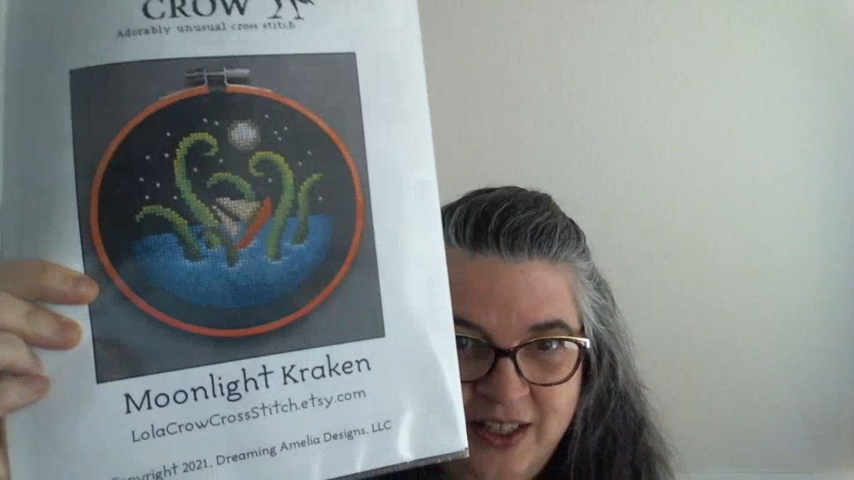 CROW
Adorably unusual cross stitch
Moonlight Kraken
LolaCrowCrossStitch.etsy.com
Copyright 2021, Dreaming Amelia Designs, LLC